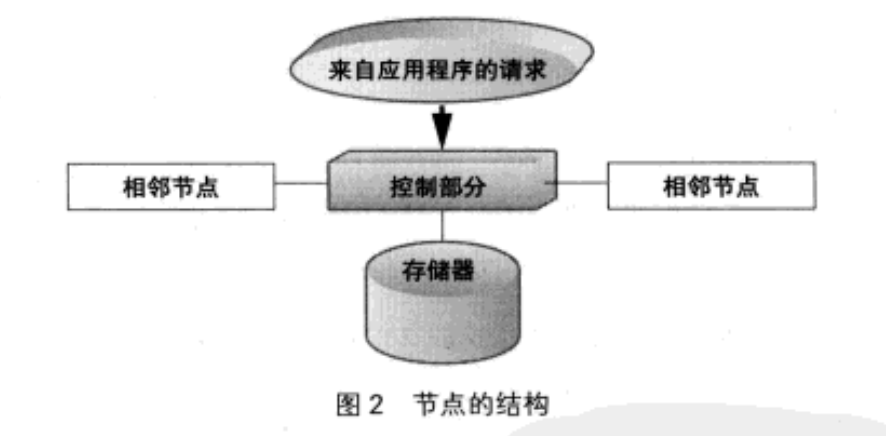 来自应用程序的请求
相邻节点
控制部分
相邻节点
存储器
图 2 节点的结构